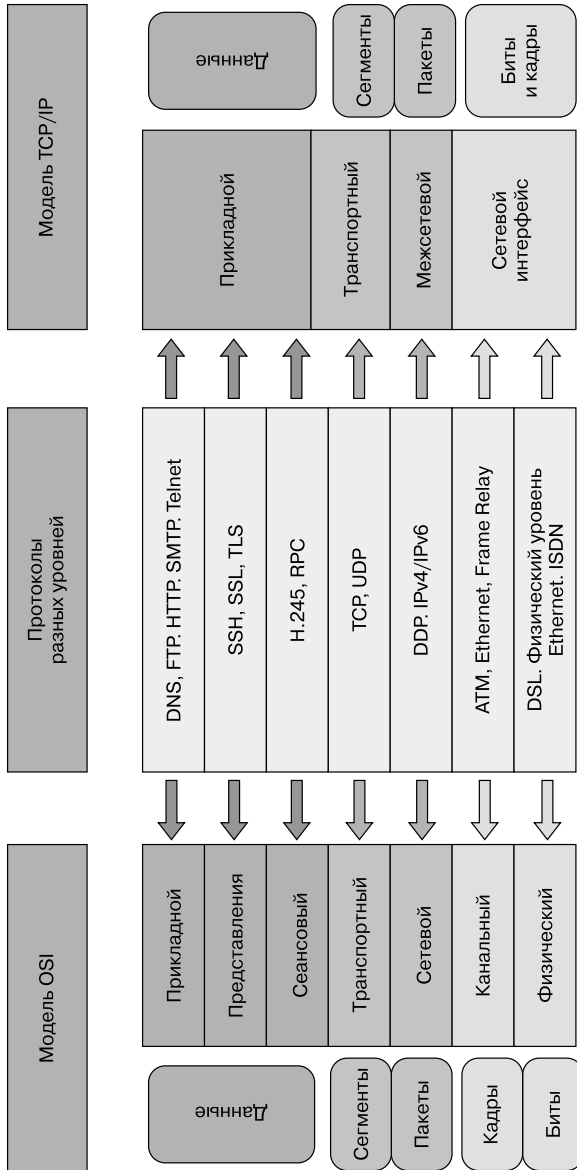 Модель OSI
Протоколы
разных уровней
Модель TCP/IP
Данные
Прикладной
DNS, FTP. HTTP. SMTP. Telnet
Прикладной
Данные
Представления
SSH, SSL, TLS
Сеансовый
H.245, RPC
Сегменты
Транспортный
TCP, UDP
Транспортный
Сегменты
Пакеты
Сетевой
DDP. IPv4/IPv6
Межсетевой
Пакеты
Кадры
Канальный
ATM, Ethernet, Frame Relay
Сетевой
интерфейс
Биты
и кадры
Биты
Физический
DSL. Физический уровень
Ethernet. ISDN